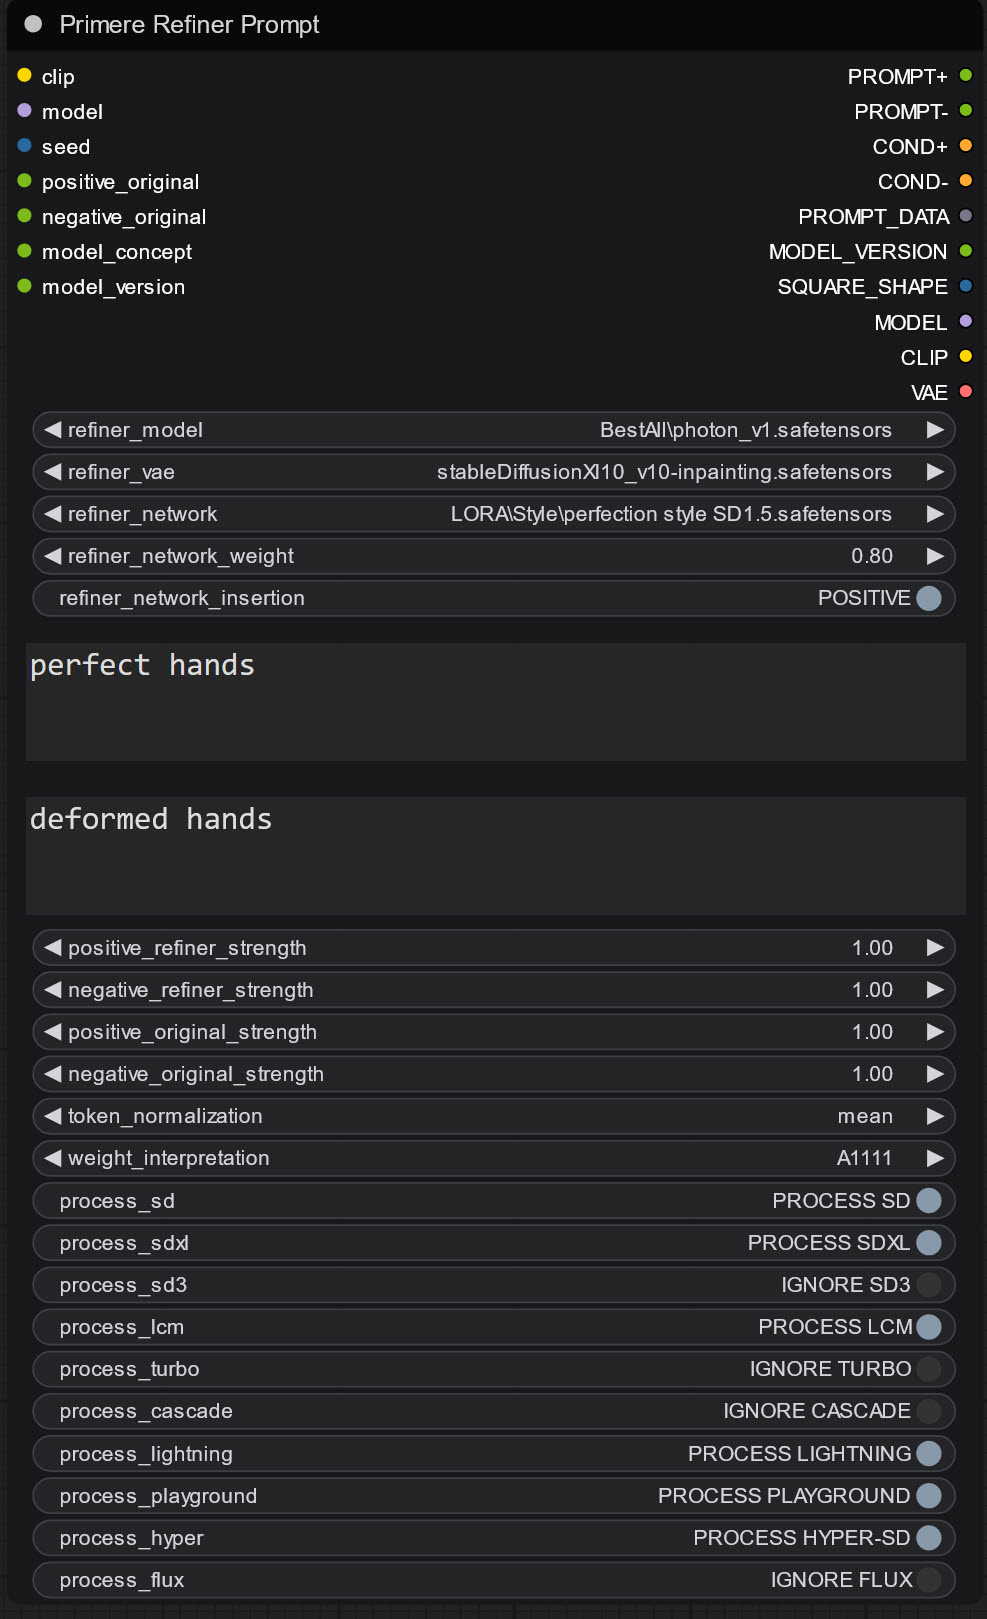 Primere Refiner Prompt
clip PROMPT+
model PROMPT-
seed COND+
positive_original COND-
negative_original PROMPT_DATA
model_concept MODEL_VERSION
model_version SQUARE_SHAPE
MODEL
CLIP
VAE
refiner_model BestAll\photon_v1.safetensors
refiner_vae stableDiffusionXl10_v10-inpainting.safetensors
refiner_network LORA\Style\perfection style SD1.5.safetensors
refiner_network_weight 0.80
refiner_network_insertion POSITIVE
perfect hands
deformed hands
positive_refiner_strength 1.00
negative_refiner_strength 1.00
positive_original_strength 1.00
negative_original_strength 1.00
token_normalization mean
weight_interpretation A1111
process_sd PROCESS SD
process_sdxl PROCESS SDXL
process_sd3 IGNORE SD3
process_lcm PROCESS LCM
process_turbo IGNORE TURBO
process_cascade IGNORE CASCADE
process_lightning PROCESS LIGHTNING
process_playground PROCESS PLAYGROUND
process_hyper PROCESS HYPER-SD
process_flux IGNORE FLUX